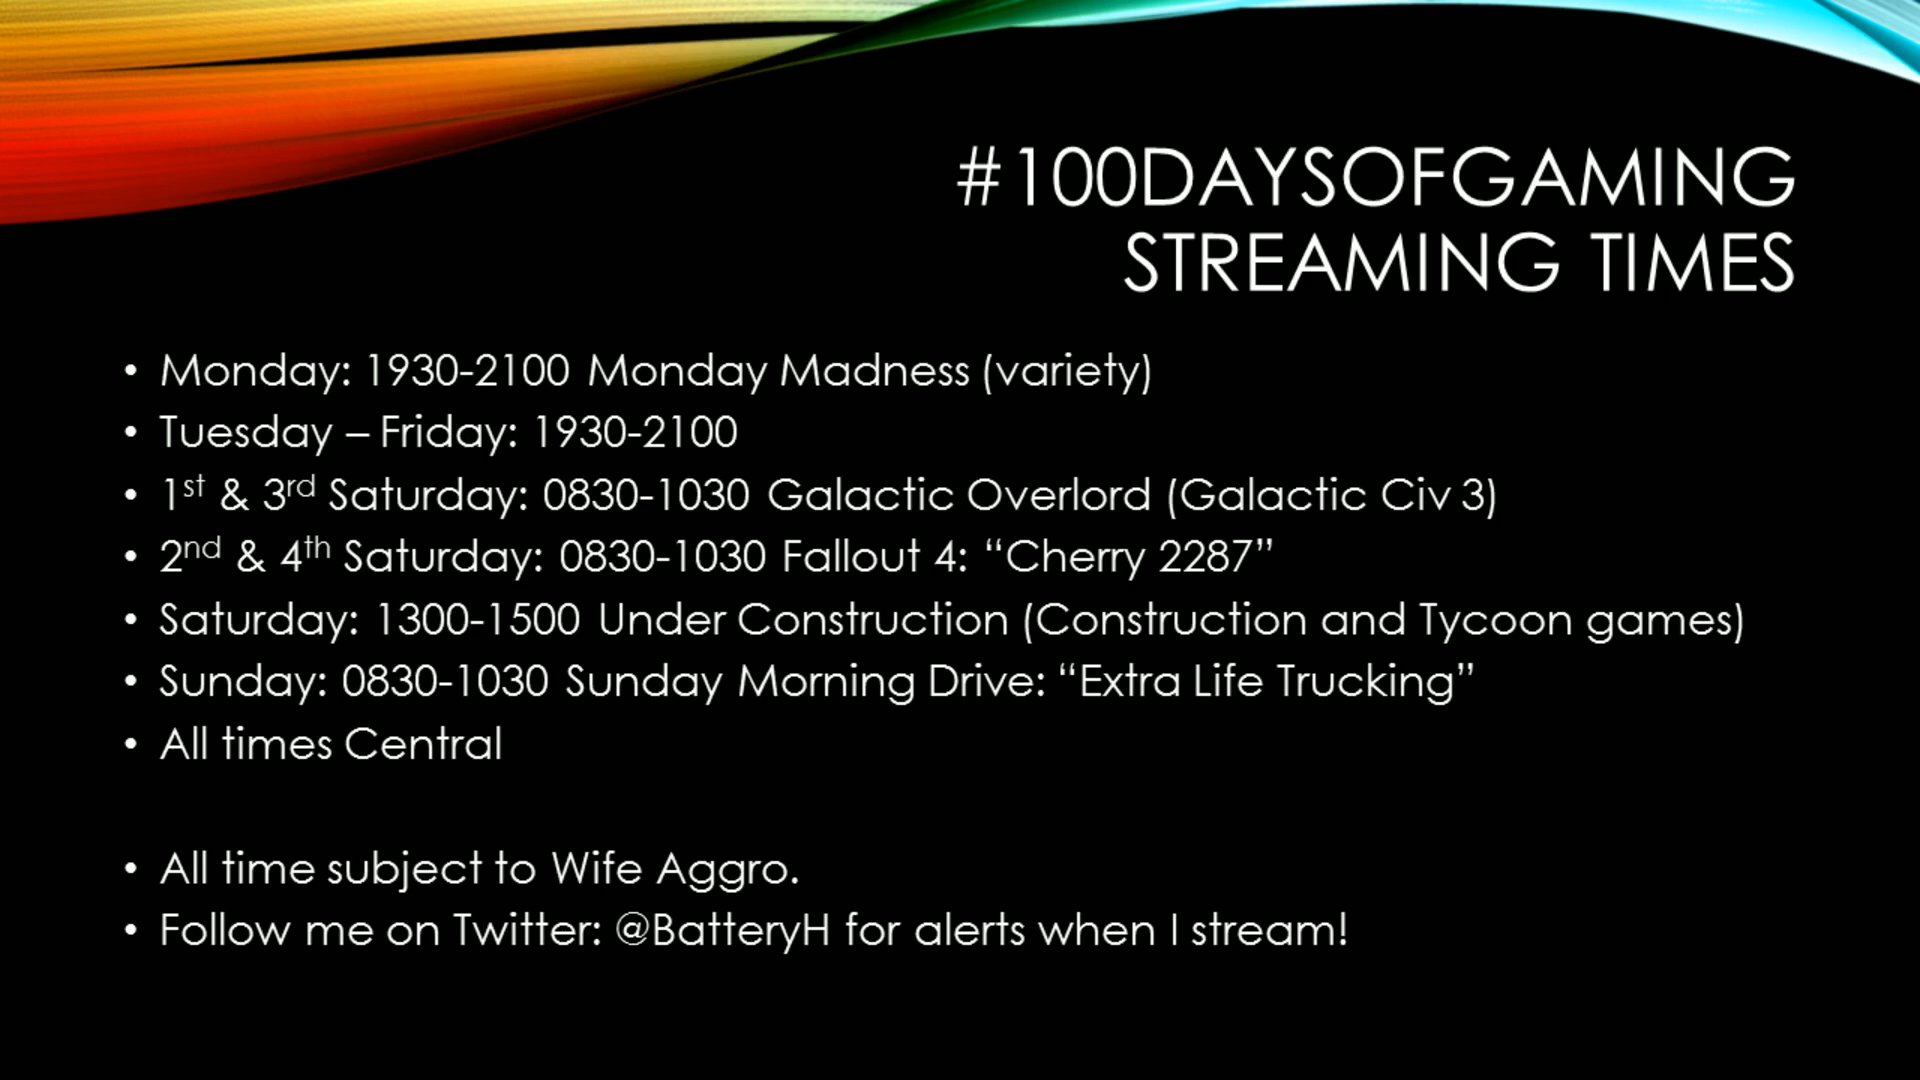 #100DAYSOFGAMING
STREAMING TIMES
• Monday: 1930-2100 Monday Madness (variety)
• Tuesday – Friday: 1930-2100
• 1st & 3rd Saturday: 0830-1030 Galactic Overlord (Galactic Civ 3)
• 2nd & 4th Saturday: 0830-1030 Fallout 4: “Cherry 2287”
• Saturday: 1300-1500 Under Construction (Construction and Tycoon games)
• Sunday: 0830-1030 Sunday Morning Drive: “Extra Life Trucking”
• All times Central
• All time subject to Wife Aggro.
• Follow me on Twitter: @BatteryH for alerts when I stream!